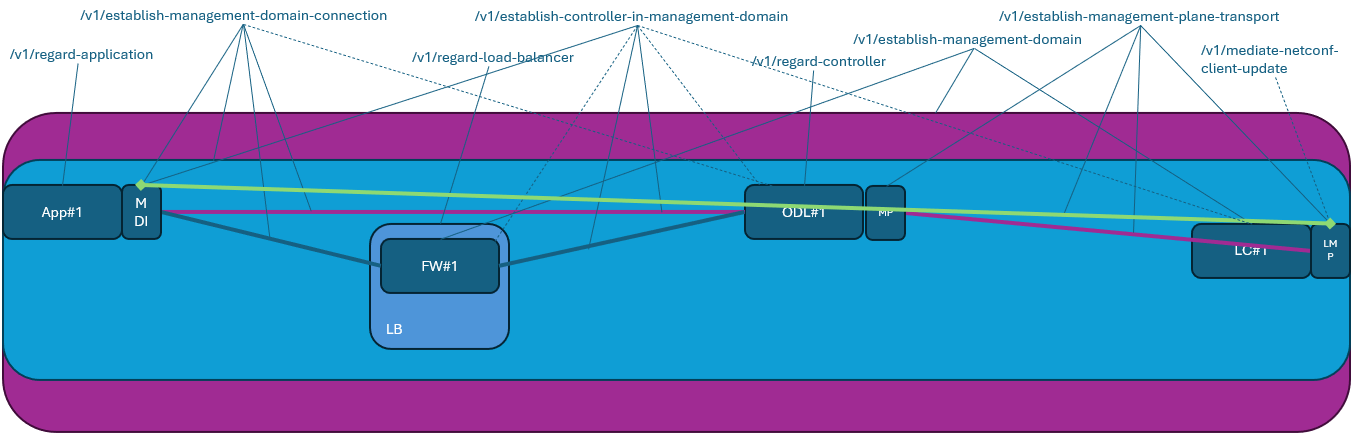 /v1/establish-management-domain-connection
/v1/establish-controller-in-management-domain
/v1/establish-management-plane-transport
/v1/establish-management-domain
/v1/regard-application
/v1/regard-load-balancer
/v1/regard-controller
/v1/mediate-netconf-
client-update
App#1
M
DI
ODL#1
MP
FW#1
LB
LC#1
LM
P